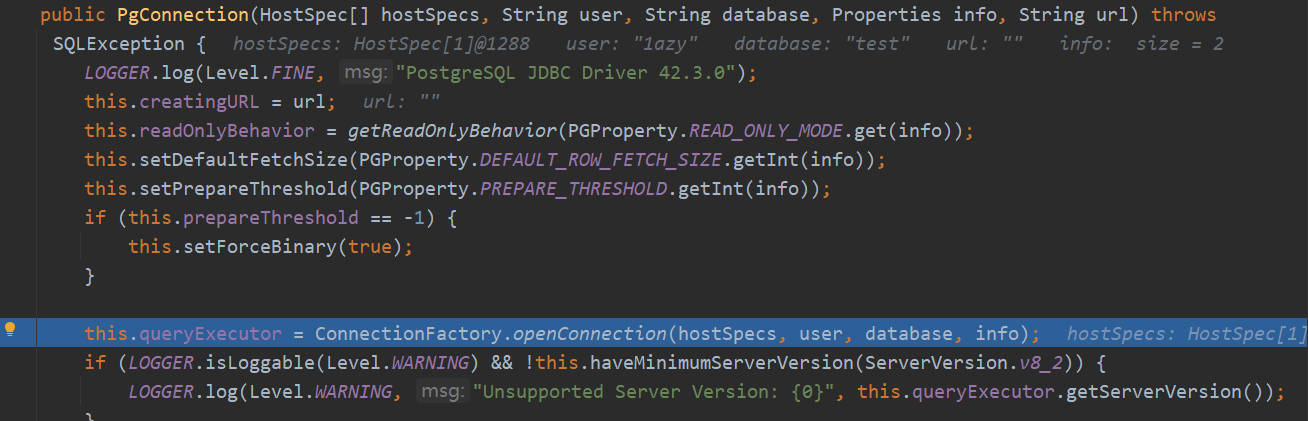 public PgConnection(HostSpec[] hostSpecs, String user, String database, Properties info, String url) throws
SQLException { hostSpecs: HostSpec[1]@1288 user: "1azy" database: "test" url: "" info: size = 2
LOGGER.log(Level.FINE, msg: "PostgreSQL JDBC Driver 42.3.0");
this.creatingURL = url; url: ""
this.readOnlyBehavior = getReadOnlyBehavior(PGProperty.READ_ONLY_MODE.get(info));
this.setDefaultFetchSize(PGProperty.DEFAULT_ROW_FETCH_SIZE.getInt(info));
this.setPrepareThreshold(PGProperty.PREPARE_THRESHOLD.getInt(info));
if (this.prepareThreshold == -1) {
this.setForceBinary(true);
}
this.queryExecutor = ConnectionFactory.openConnection(hostSpecs, user, database, info); hostSpecs: HostSpec[1]
if (LOGGER.isLoggable(Level.WARNING) && !this.haveMinimumServerVersion(ServerVersion.v8_2)) {
LOGGER.log(Level.WARNING, msg: "Unsupported Server Version: {0}", this.queryExecutor.getServerVersion());
}